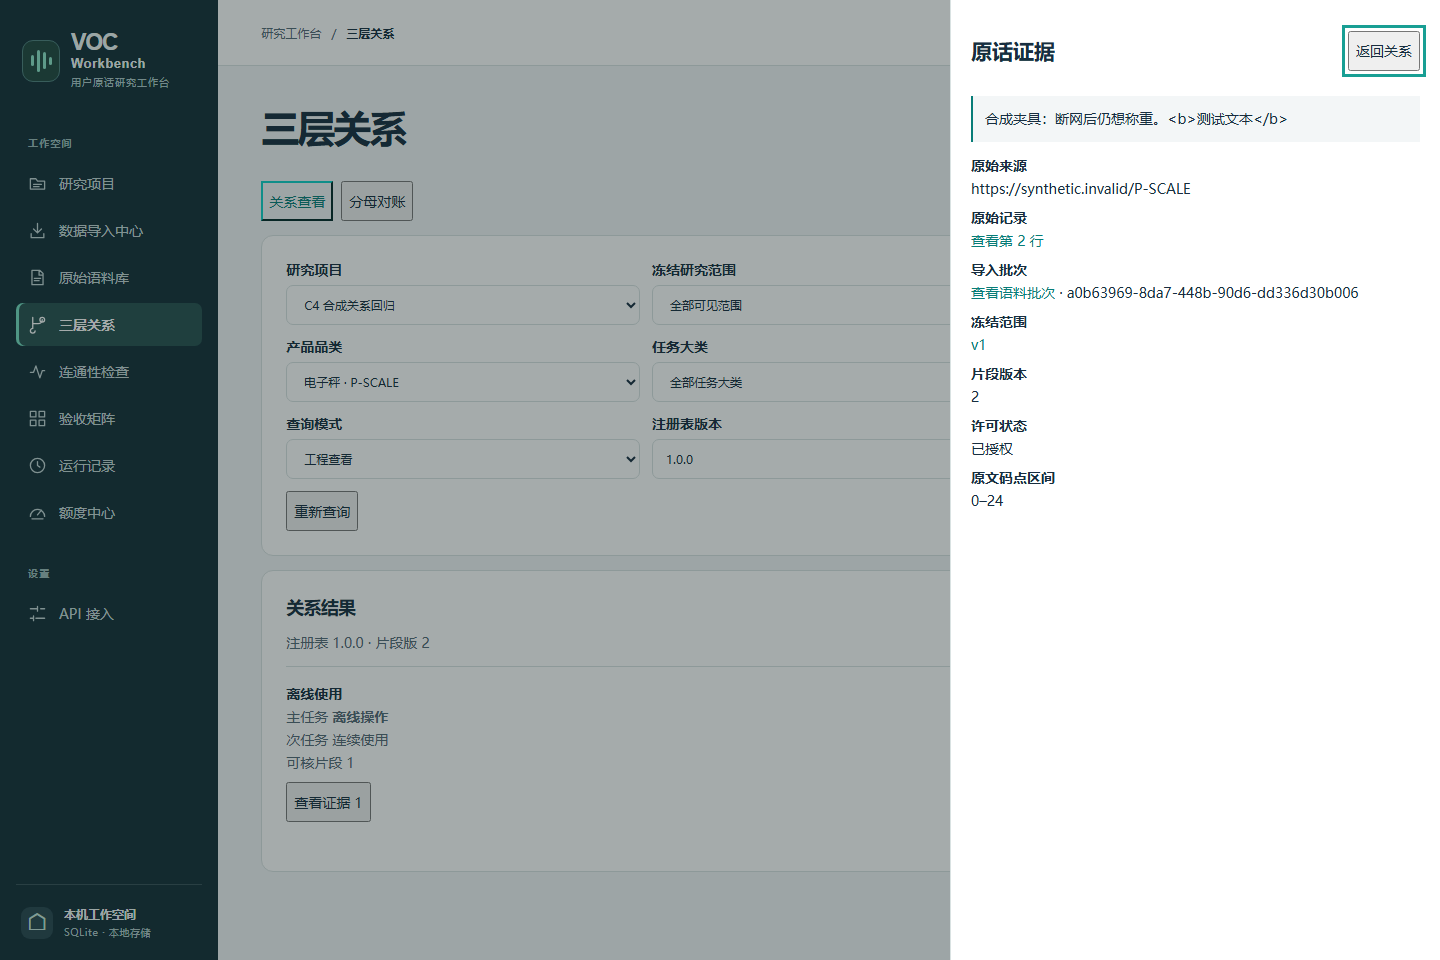 VOC
Workbench
用户原话研究工作台
工作空间
研究项目
数据导入中心
原始语料库
三层关系
连通性检查
验收矩阵
运行记录
额度中心
设置
API 接入
本机工作空间
SQLite · 本地存储
研究工作台 / 三层关系
三层关系
关系查看
分母对账
研究项目
C4 合成关系回归
冻结研究范围
全部可见范围
产品品类
电子秤 · P-SCALE
任务大类
全部任务大类
查询模式
工程查看
注册表版本
1.0.0
重新查询
关系结果
注册表 1.0.0 · 片段版 2
离线使用
主任务 离线操作
次任务 连续使用
可核片段 1
查看证据 1
原话证据
返回关系
合成夹具：断网后仍想称重。<b>测试文本</b>
原始来源
https://synthetic.invalid/P-SCALE
原始记录
查看第 2 行
导入批次
查看语料批次 · a0b63969-8da7-448b-90d6-dd336d30b006
冻结范围
v1
片段版本
2
许可状态
已授权
原文码点区间
0–24